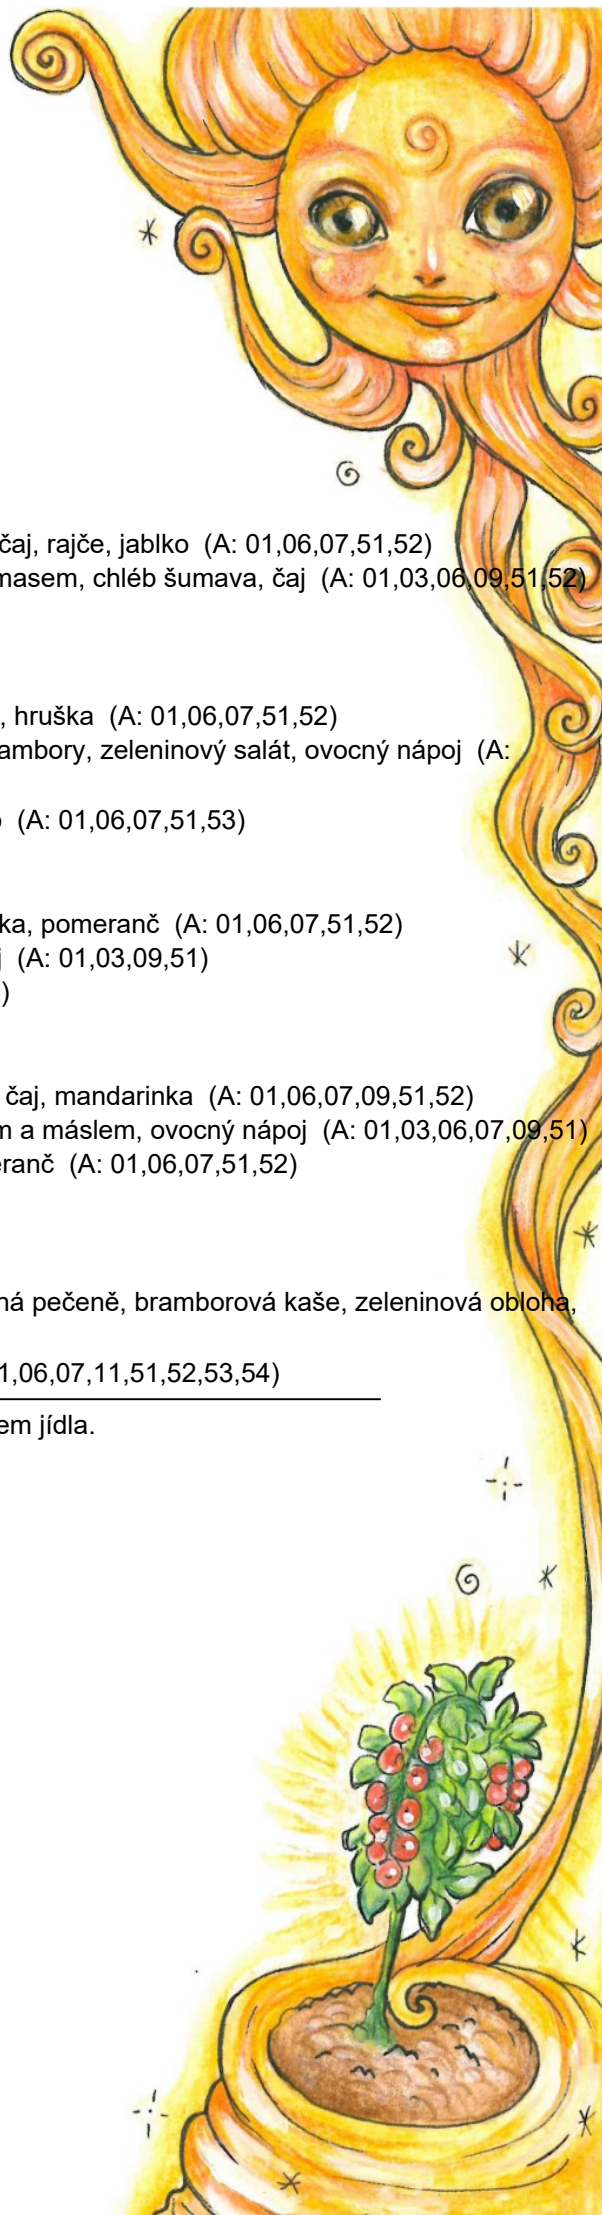 čaj, rajče, jablko (A: 01,06,07,51,52)
masem, chléb šumava, čaj (A: 01,03,06,09,51,52)
, hruška (A: 01,06,07,51,52)
ambory, zeleninový salát, ovocný nápoj (A:
(A: 01,06,07,51,53)
ka, pomeranč (A: 01,06,07,51,52)
(A: 01,03,09,51)
)
čaj, mandarinka (A: 01,06,07,09,51,52)
m a máslem, ovocný nápoj (A: 01,03,06,07,09,51)
eranč (A: 01,06,07,51,52)
ná pečeně, bramborová kaše, zeleninová obloha,
1,06,07,11,51,52,53,54)
em jídla.